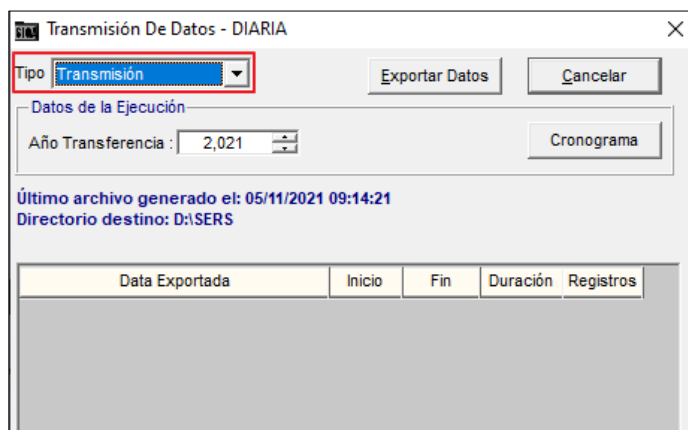 Transmisión De Datos - DIARIA
Tipo Transmisión Exportar Datos Cancelar
Datos de la Ejecución
Año Transferencia : 2,021 Cronograma
Último archivo generado el: 05/11/2021 09:14:21
Directorio destino: D:\SERS
Data Exportada Inicio Fin Duración Registros